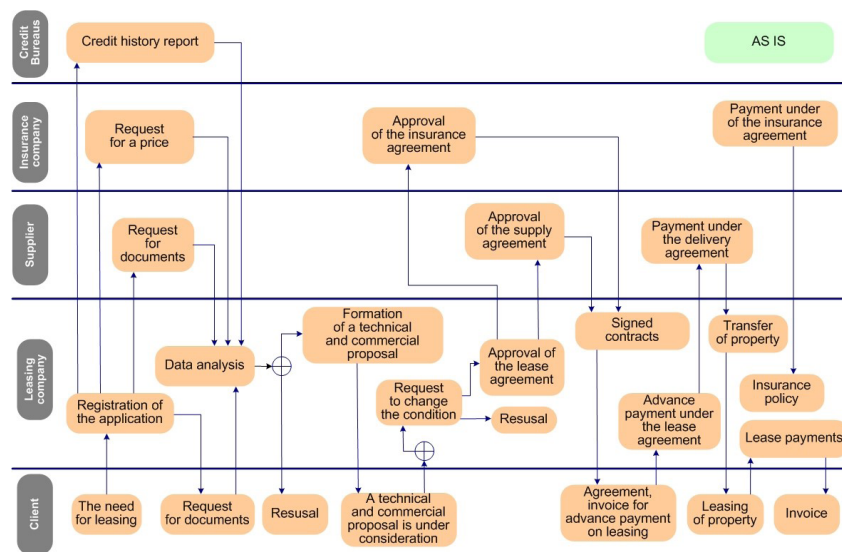 Credit
Bureaus
Credit history report
AS IS
Insurance
company
Request
for a price
Approval
of the insurance
agreement
Payment under
of the insurance
agreement
Supplier
Request
for
documents
Approval
of the supply
agreement
Payment under
the delivery
agreement
Leasing
company
Formation
of a technical
and commercial
proposal
Signed
contracts
Transfer
of property
Data analysis
Approval of
the lease
agreement
Request
to change
the condition
Resusal
Insurance
policy
Registration of
the application
Advance
payment under
the lease
agreement
Lease payments
Client
The need
for leasing
Request
for documents
Resusal
A technical
and commercial
proposal is under
consideration
Agreement,
invoice for
advance payment
on leasing
Leasing
of property
Invoice